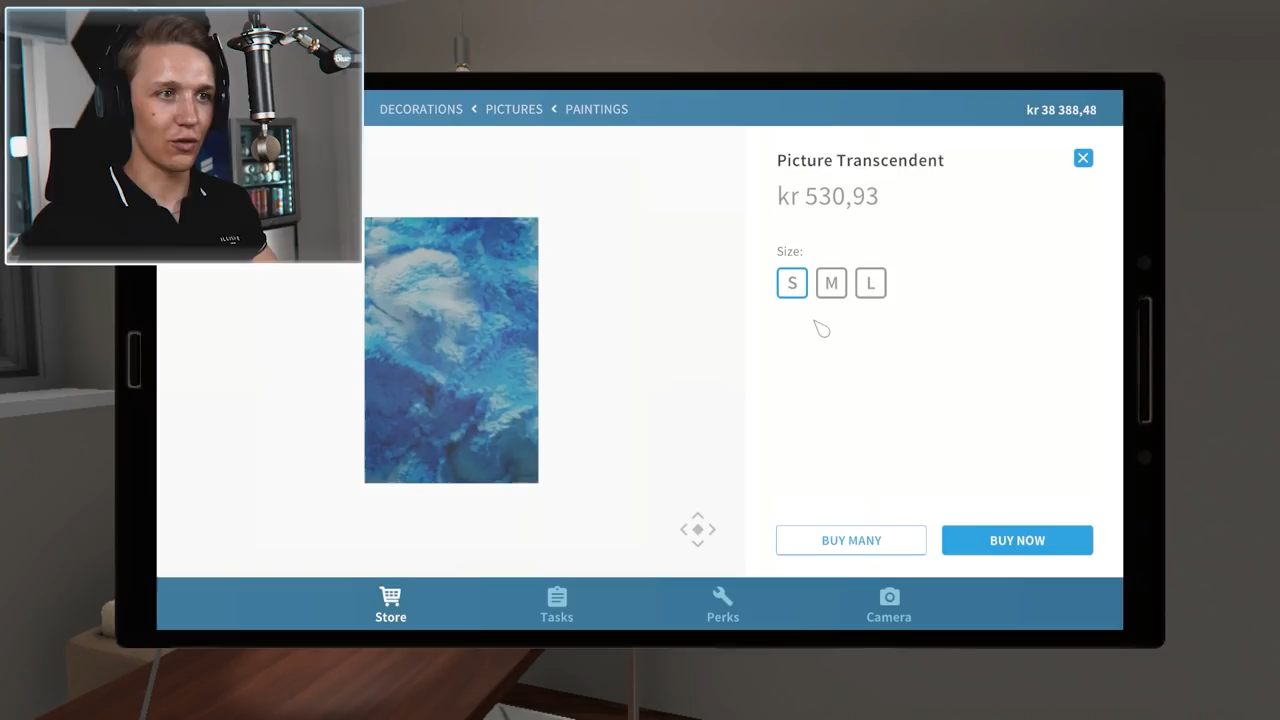 DECORATIONS < PICTURES < PAINTINGS
kr 38 388,48
Picture Transcendent
kr 530,93
Size:
S M L
BUY MANY
BUY NOW
Store
Tasks
Perks
Camera